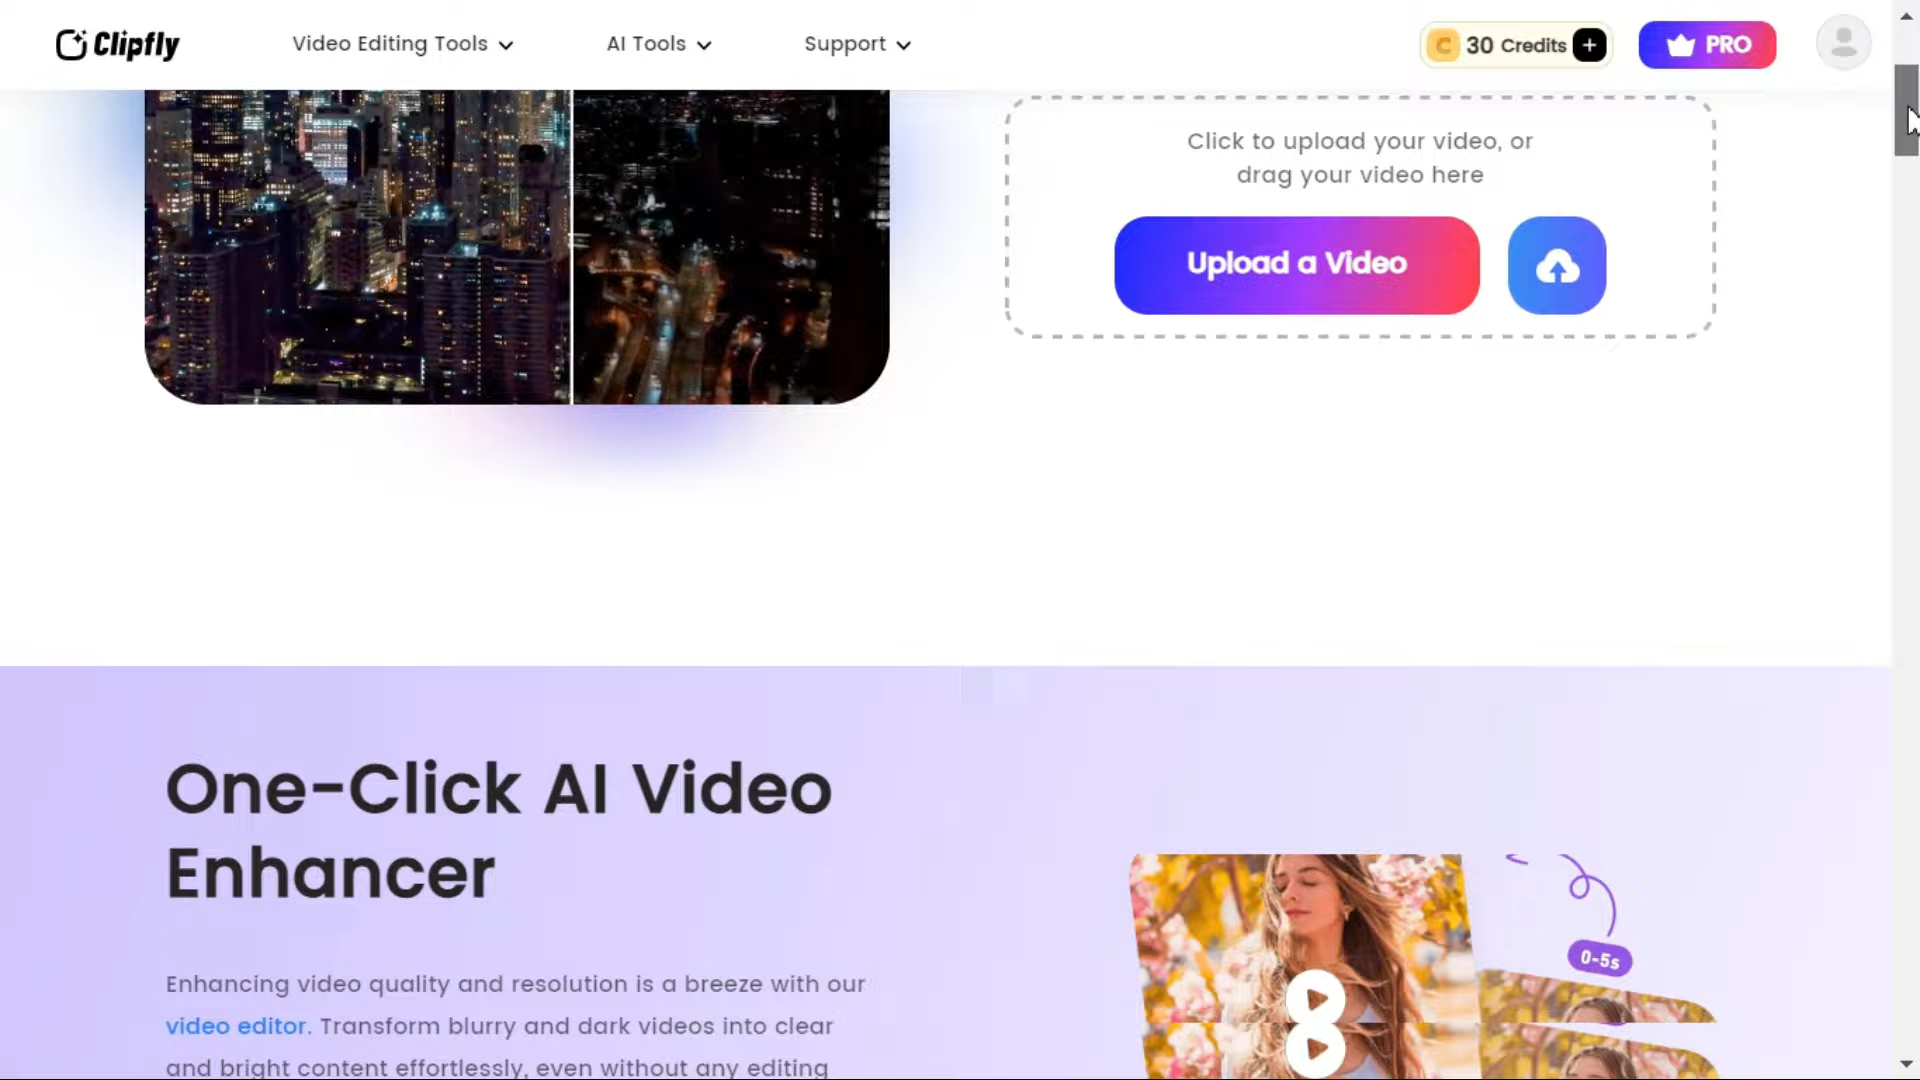 Clipfly
Video Editing Tools
AI Tools
Support
C 30 Credits +
PRO
Click to upload your video, or
drag your video here
Upload a Video
One-Click AI Video
Enhancer
Enhancing video quality and resolution is a breeze with our
video editor. Transform blurry and dark videos into clear
and bright content effortlessly, even without any editing
0-5s